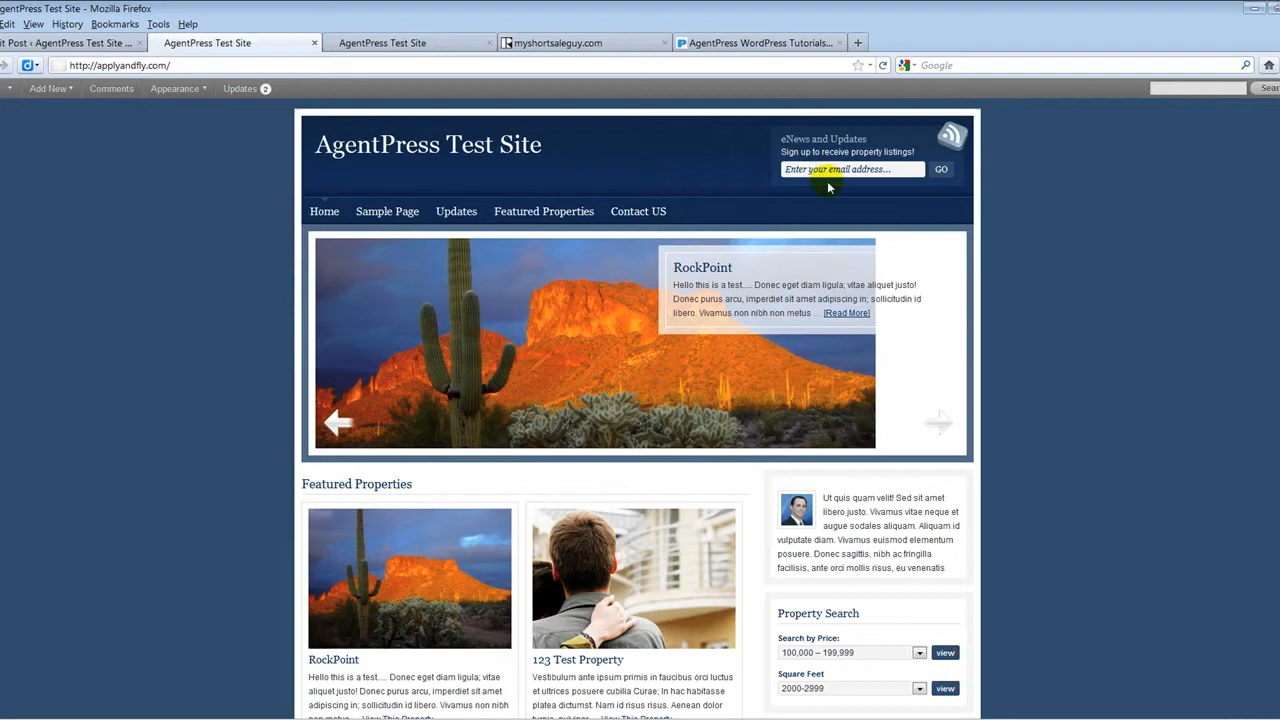 AgentPress Test Site - Mozilla Firefox
Edit View History Bookmarks Tools Help
it Post ‹ AgentPress Test Site ... AgentPress Test Site AgentPress Test Site myshortsaleguy.com AgentPress WordPress Tutorials...
http://applyandfly.com/ Google
Add New Comments Appearance Updates 2
AgentPress Test Site
eNews and Updates
Sign up to receive property listings!
Enter your email address... GO
Home Sample Page Updates Featured Properties Contact US
RockPoint
Hello this is a test.... Donec eget diam ligula; vitae aliquet justo!
Donec purus arcu, imperdiet sit amet adipiscing in; sollicitudin id
libero. Vivamus non nibh non metus ... [Read More]
Featured Properties
RockPoint
Hello this is a test.... Donec eget diam ligula; vitae
aliquet justo! Donec purus arcu, imperdiet sit amet
adipiscing in; sollicitudin id libero. Vivamus non nibh
non metus ... View This Property
123 Test Property
Vestibulum ante ipsum primis in faucibus orci luctus
et ultrices posuere cubilia Curae; In hac habitasse
platea dictumst. Nam id risus risus. Aenean dolor
View This Property
Ut quis quam velit! Sed sit amet
libero justo. Vivamus vitae neque et
augue sodales aliquam. Aliquam id
vulputate diam. Vivamus euismod elementum
posuere. Donec sagittis, nibh ac fringilla
facilisis, ante orci mollis risus, eu venenatis
Property Search
Search by Price:
100,000 – 199,999 view
Square Feet
2000-2999 view